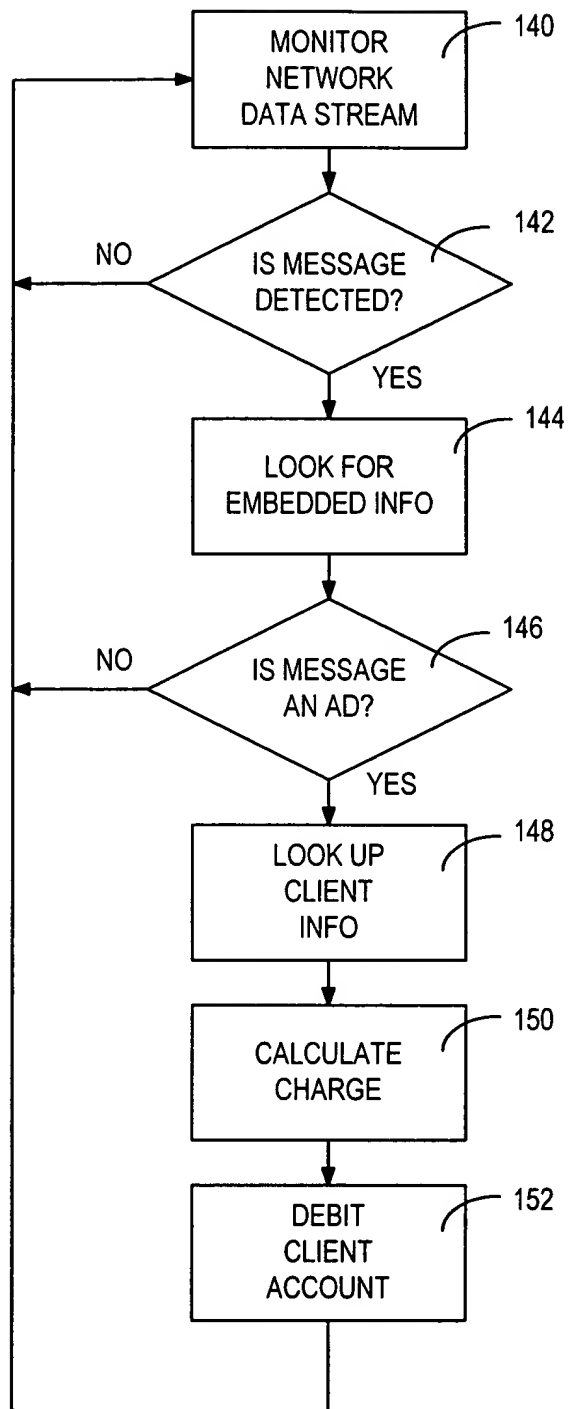 MONITOR
NETWORK
DATA STREAM
140
IS MESSAGE
DETECTED?
142
NO
YES
LOOK FOR
EMBEDDED INFO
144
IS MESSAGE
AN AD?
146
NO
YES
LOOK UP
CLIENT
INFO
148
CALCULATE
CHARGE
150
DEBIT
CLIENT
ACCOUNT
152